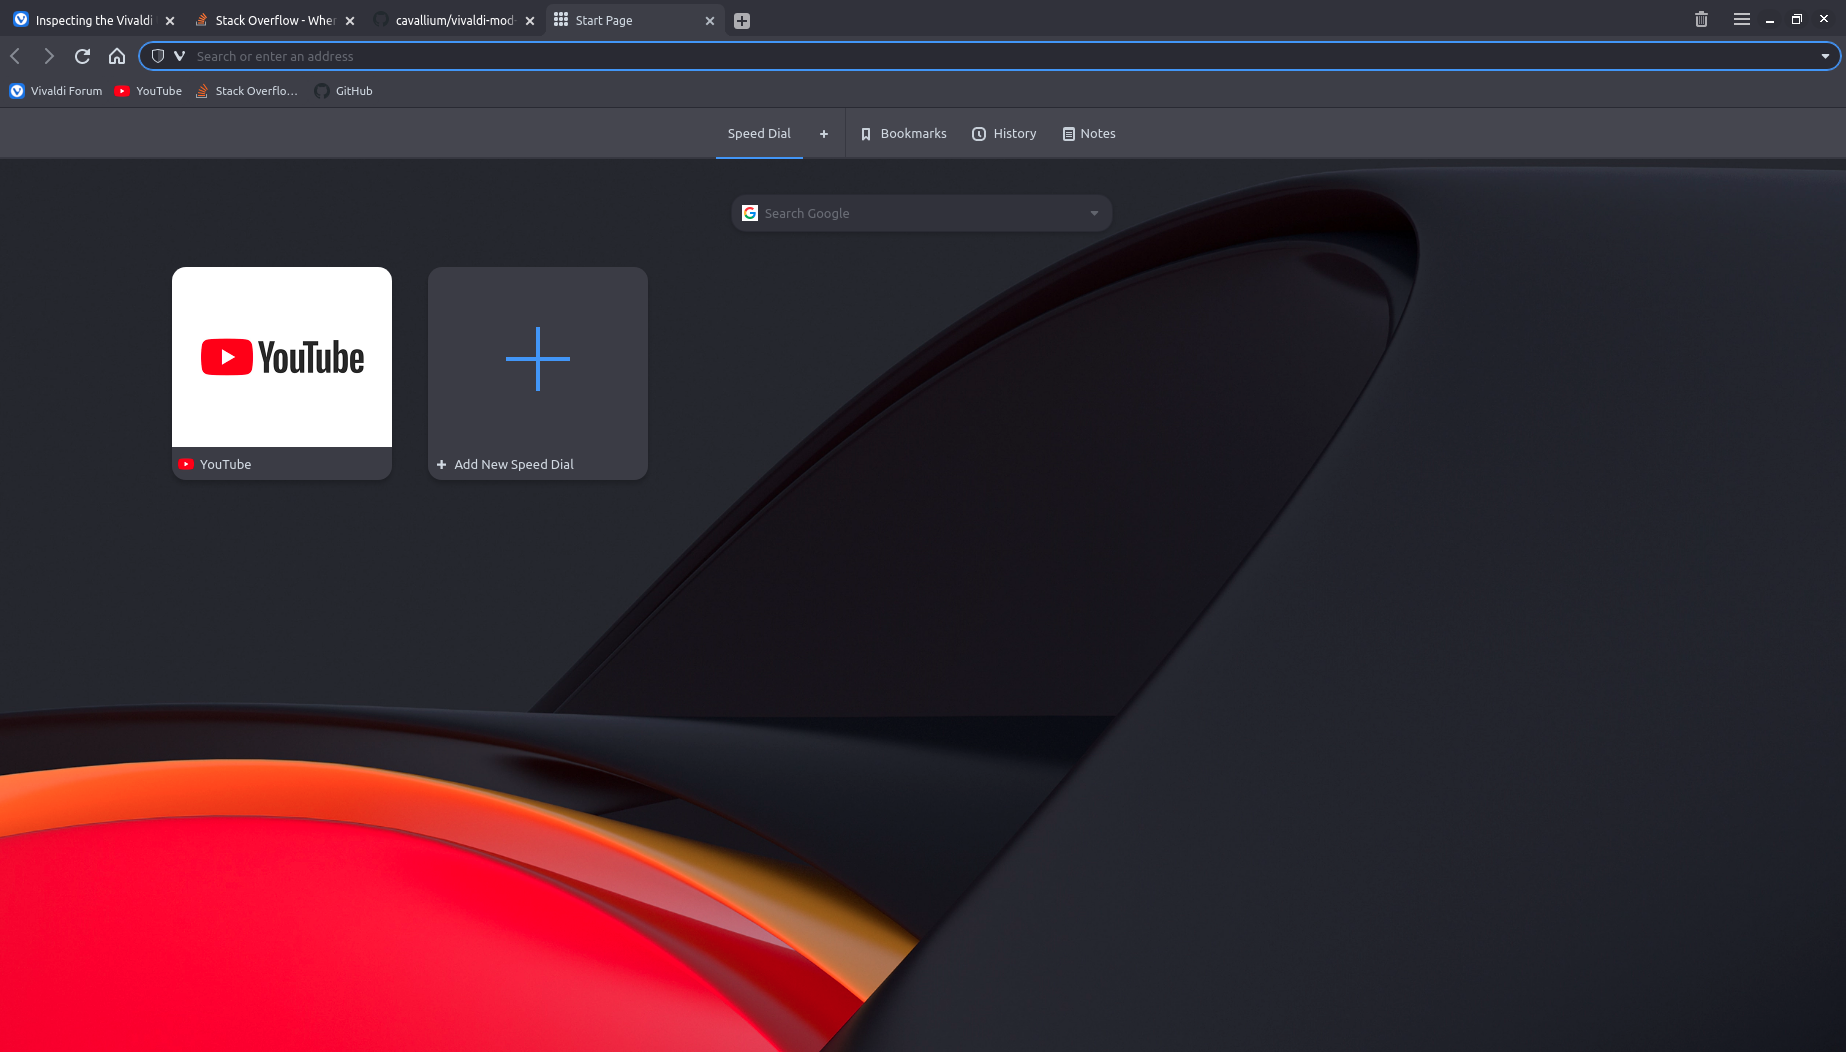 Inspecting the Vivaldi
Stack Overflow - Wher
cavallium/vivaldi-mod
Start Page
Search or enter an address
Vivaldi Forum
YouTube
Stack Overflo...
GitHub
Speed Dial
Bookmarks
History
Notes
Search Google
YouTube
YouTube
Add New Speed Dial